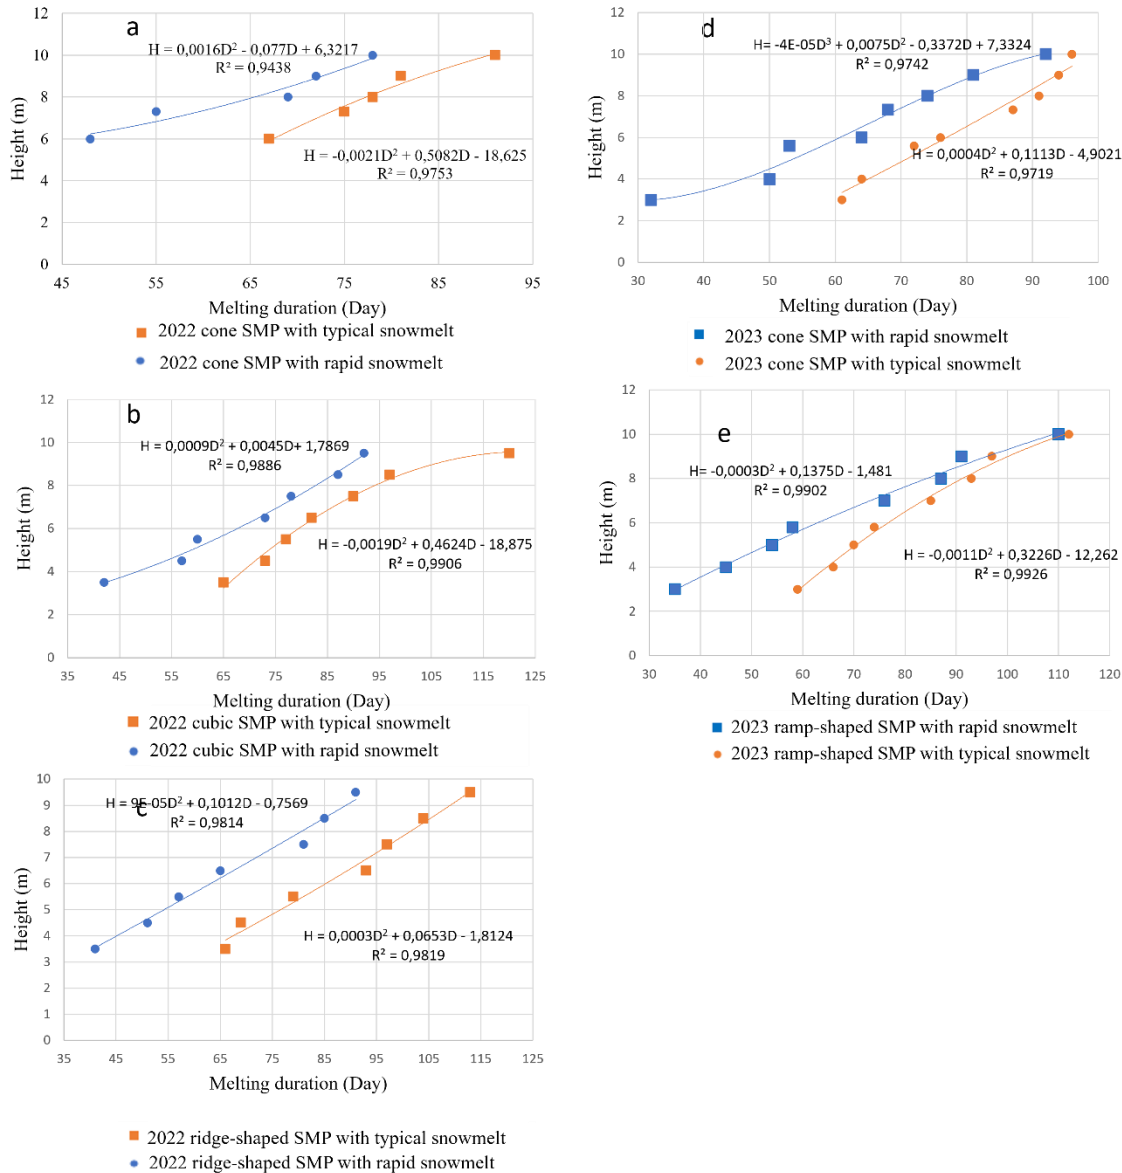 a
12
10
8
6
4
2
0
Height (m)
H = 0,0016D² - 0,077D + 6,3217
R² = 0,9438
H = -0,0021D² + 0,5082D - 18,625
R² = 0,9753
45 55 65 75 85 95
Melting duration (Day)
2022 cone SMP with typical snowmelt
2022 cone SMP with rapid snowmelt
b
12
10
8
6
4
2
0
Height (m)
H = 0,0009D² + 0,0045D+ 1,7869
R² = 0,9886
H = -0,0019D² + 0,4624D - 18,875
R² = 0,9906
35 45 55 65 75 85 95 105 115 125
Melting duration (Day)
2022 cubic SMP with typical snowmelt
2022 cubic SMP with rapid snowmelt
c
10
9
8
7
6
5
4
3
2
1
0
Height (m)
H = 9E-05D² + 0,1012D - 0,7569
R² = 0,9814
H = 0,0003D² + 0,0653D - 1,8124
R² = 0,9819
35 45 55 65 75 85 95 105 115 125
Melting duration (Day)
2022 ridge-shaped SMP with typical snowmelt
2022 ridge-shaped SMP with rapid snowmelt
d
12
10
8
6
4
2
0
Height (m)
H= -4E-05D³ + 0,0075D² - 0,3372D + 7,3324
R² = 0,9742
H = 0,0004D² + 0,1113D - 4,9021
R² = 0,9719
30 40 50 60 70 80 90 100
Melting duration (Day)
2023 cone SMP with rapid snowmelt
2023 cone SMP with typical snowmelt
e
12
10
8
6
4
2
0
Height (m)
H = -0,0003D² + 0,1375D - 1,481
R² = 0,9902
H = -0,0011D² + 0,3226D - 12,262
R² = 0,9926
30 40 50 60 70 80 90 100 110 120
Melting duration (Day)
2023 ramp-shaped SMP with rapid snowmelt
2023 ramp-shaped SMP with typical snowmelt